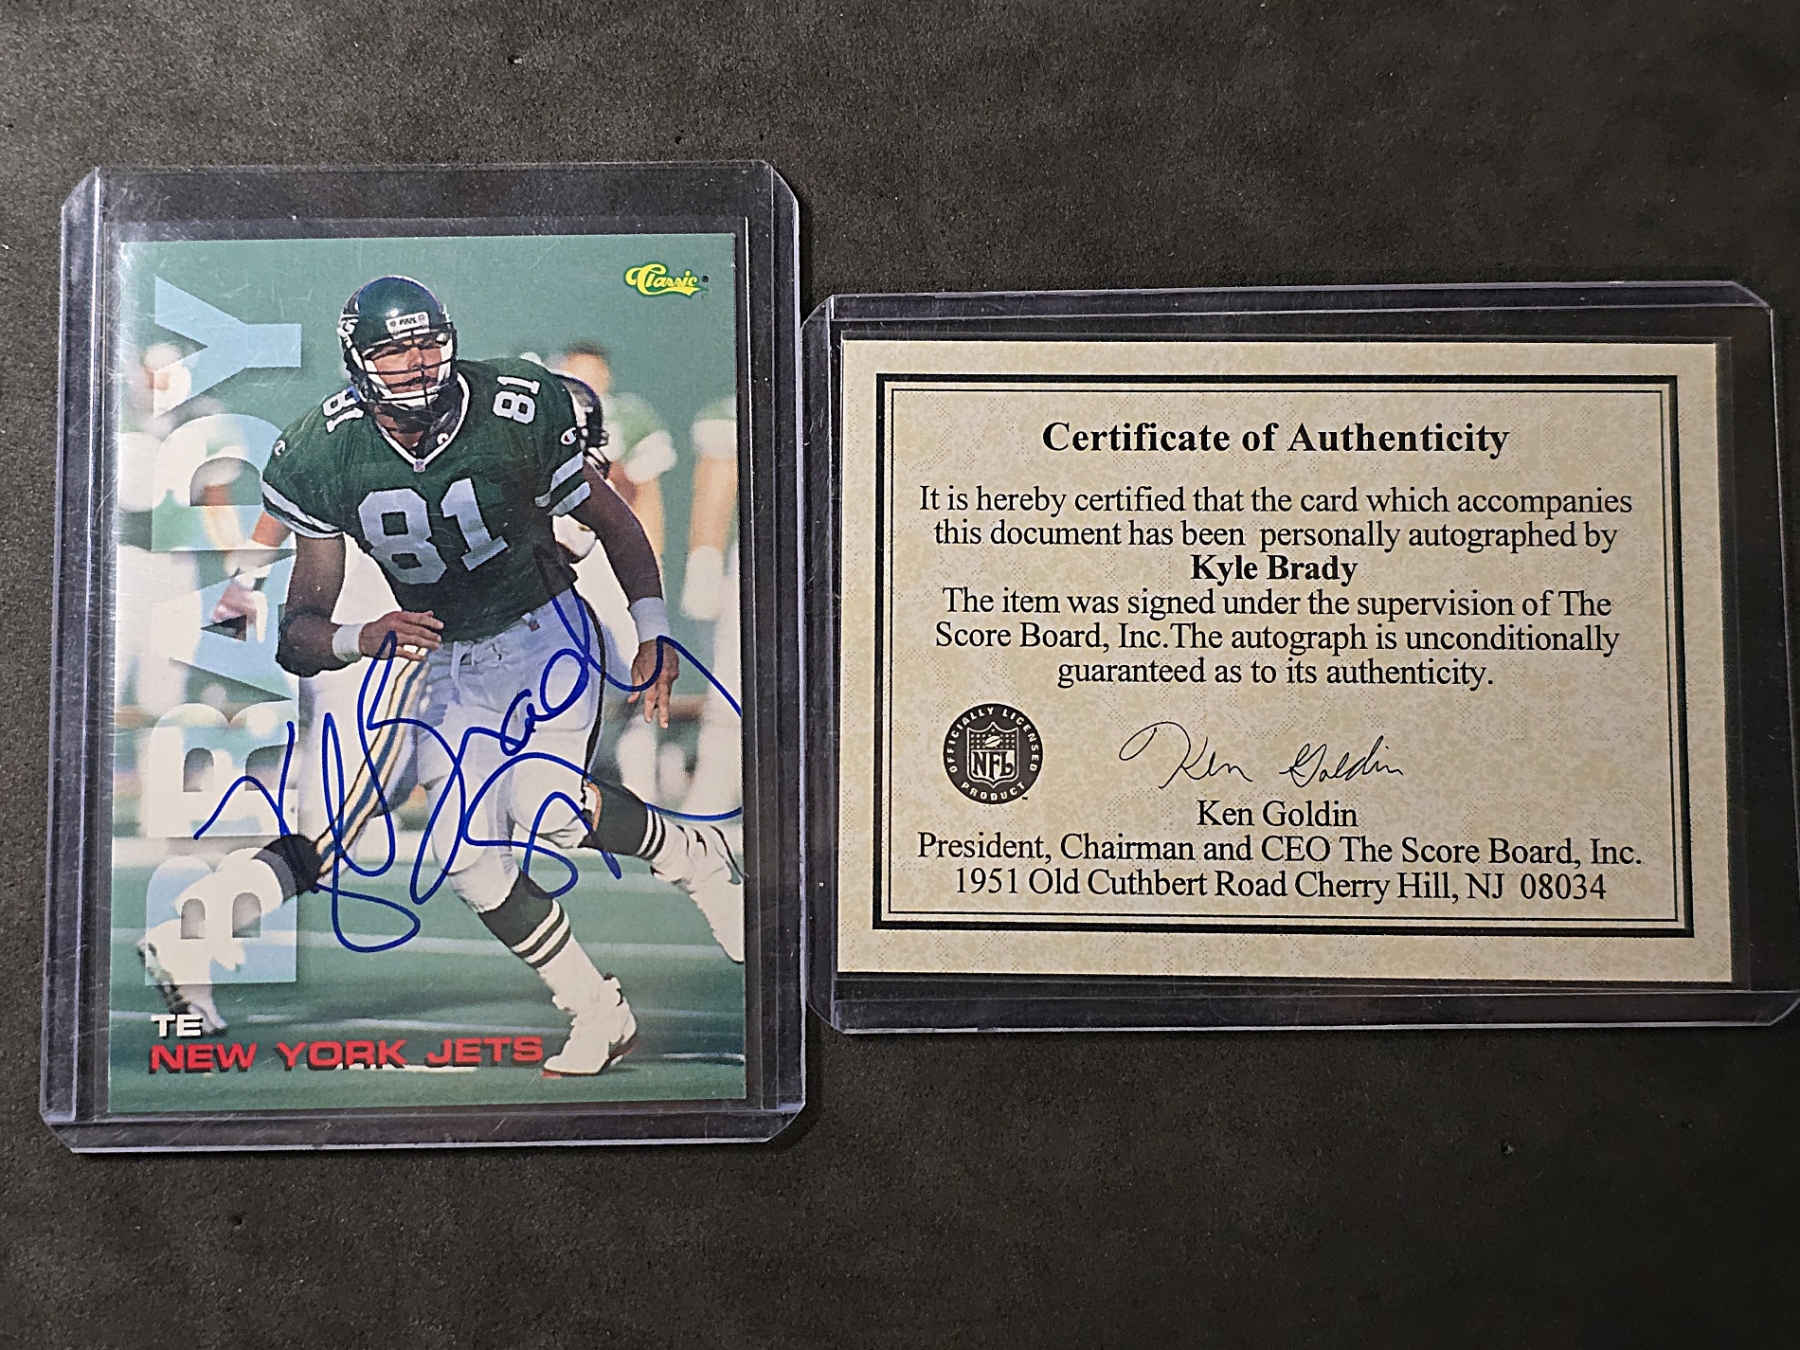 Classic
BRADY
NFL
81
81
81
Kyle Brady
TE
NEW YORK JETS
Certificate of Authenticity
It is hereby certified that the card which accompanies
this document has been personally autographed by
Kyle Brady
The item was signed under the supervision of The
Score Board, Inc.The autograph is unconditionally
guaranteed as to its authenticity.
OFFICIALLY LICENSED
NFL
PRODUCT
Ken Goldin
Ken Goldin
President, Chairman and CEO The Score Board, Inc.
1951 Old Cuthbert Road Cherry Hill, NJ 08034